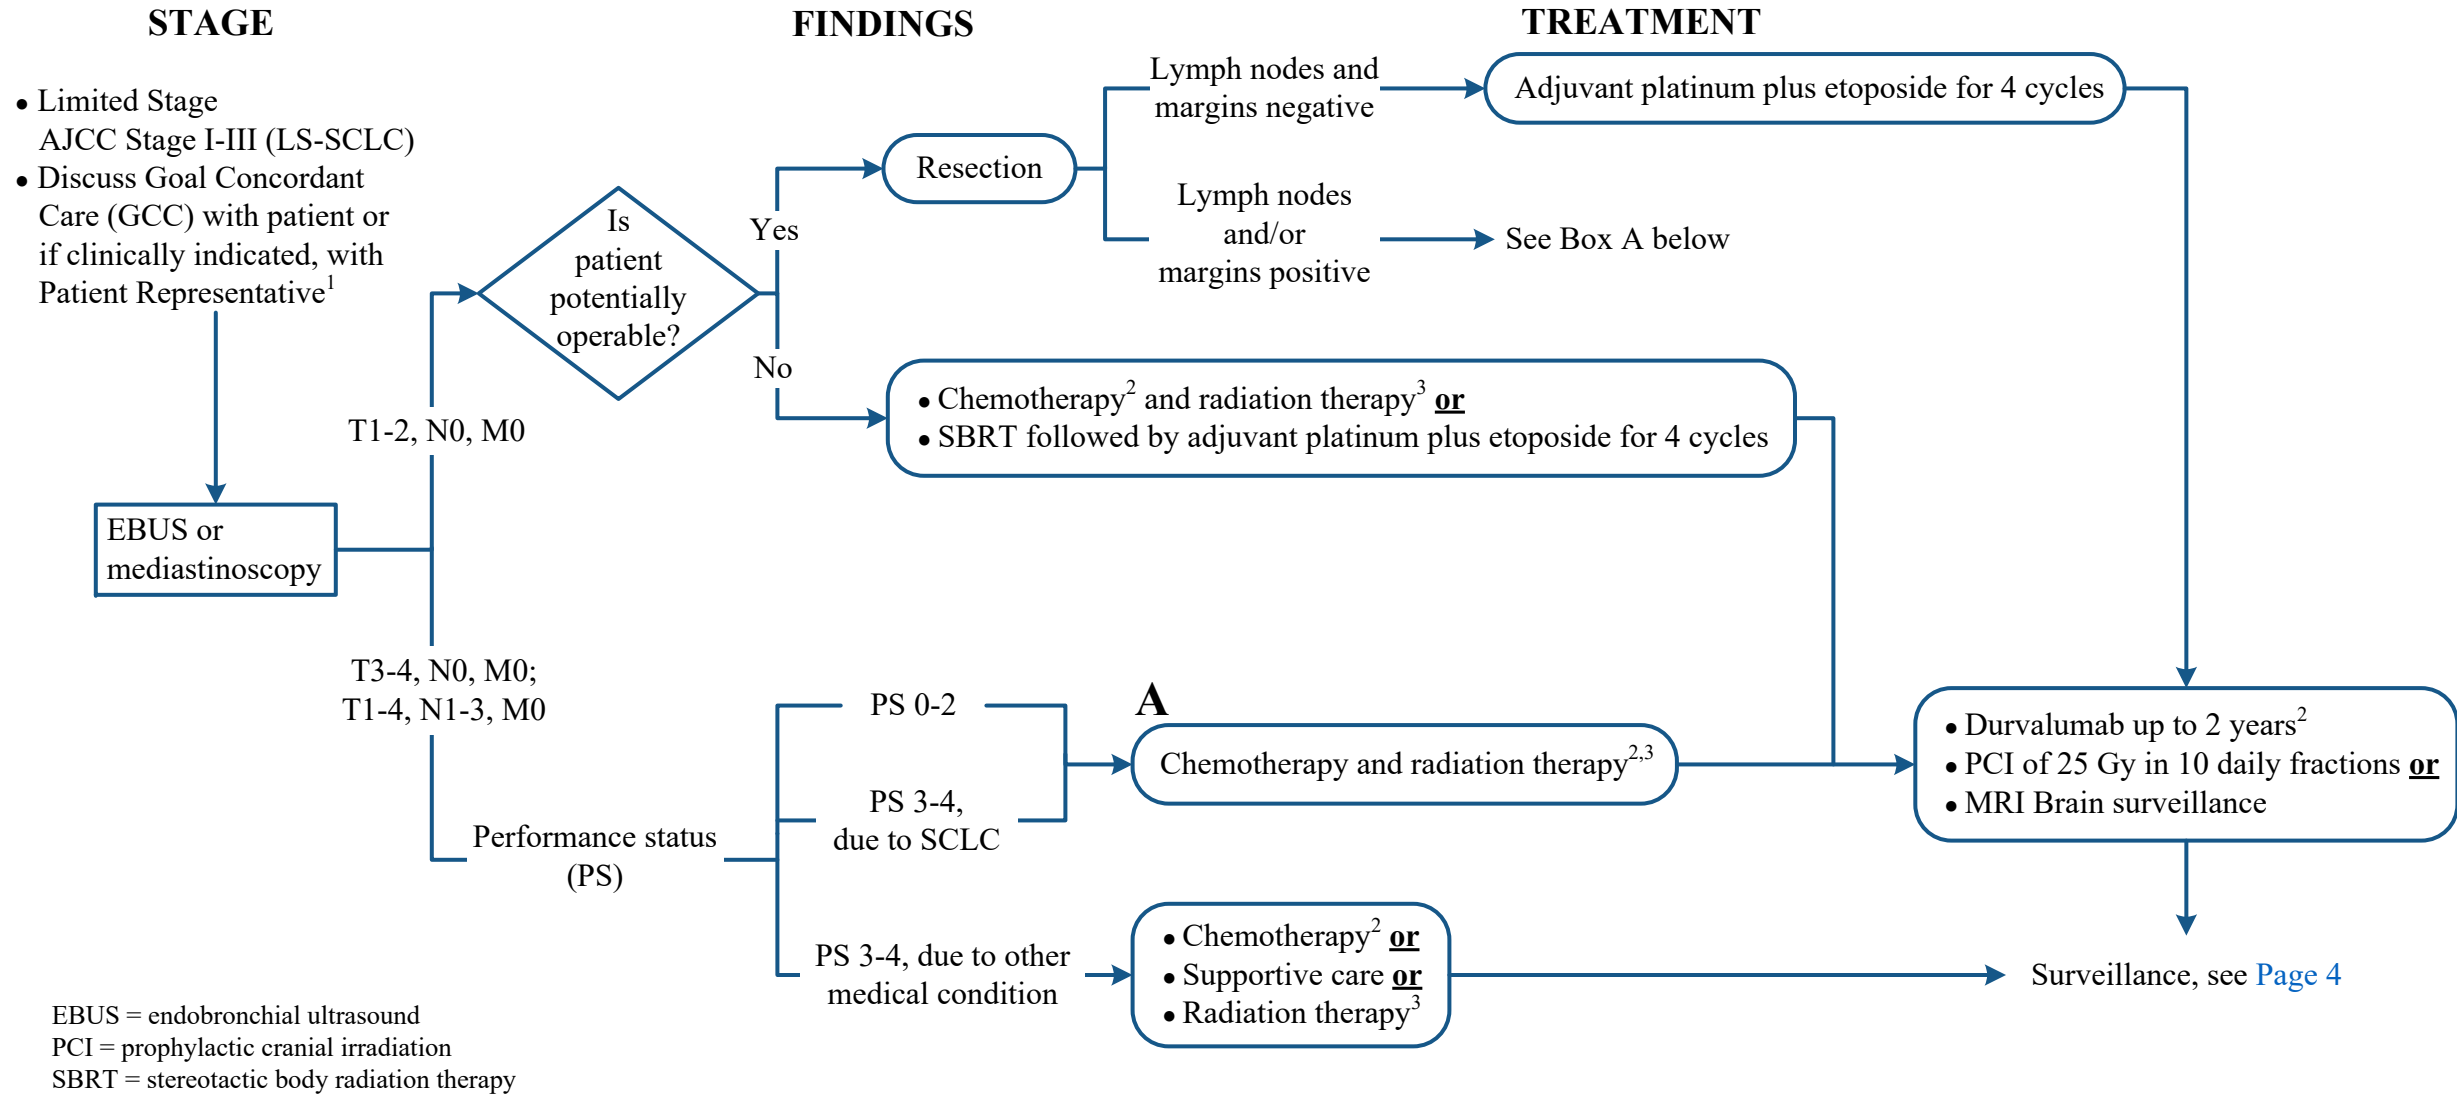 STAGE
FINDINGS
TREATMENT
• Limited Stage
AJCC Stage I-III (LS-SCLC)
• Discuss Goal Concordant
Care (GCC) with patient or
if clinically indicated, with
Patient Representative1
EBUS or
mediastinoscopy
T1-2, N0, M0
T3-4, N0, M0;
T1-4, N1-3, M0
Is
patient
potentially
operable?
Yes
No
Resection
Lymph nodes and
margins negative
Adjuvant platinum plus etoposide for 4 cycles
Lymph nodes
and/or
margins positive
See Box A below
• Chemotherapy2 and radiation therapy3 or
• SBRT followed by adjuvant platinum plus etoposide for 4 cycles
Performance status
(PS)
PS 0-2
PS 3-4,
due to SCLC
A
Chemotherapy and radiation therapy2,3
PS 3-4, due to other
medical condition
• Chemotherapy2 or
• Supportive care or
• Radiation therapy3
• Durvalumab up to 2 years2
• PCI of 25 Gy in 10 daily fractions or
• MRI Brain surveillance
Surveillance, see Page 4
EBUS = endobronchial ultrasound
PCI = prophylactic cranial irradiation
SBRT = stereotactic body radiation therapy